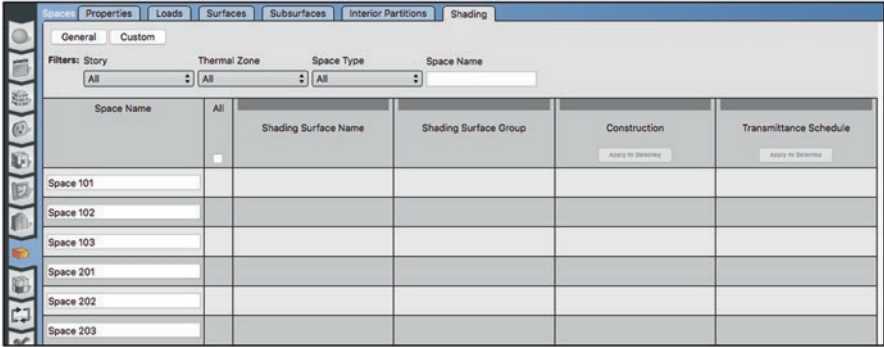 Spaces Properties Loads Surfaces Subsurfaces Interior Partitions Shading
General Custom
Filters: Story Thermal Zone Space Type Space Name
All All All
Space Name All Shading Surface Name Shading Surface Group Construction Transmittance Schedule
Apply to Selected Apply to Selected
Space 101
Space 102
Space 103
Space 201
Space 202
Space 203